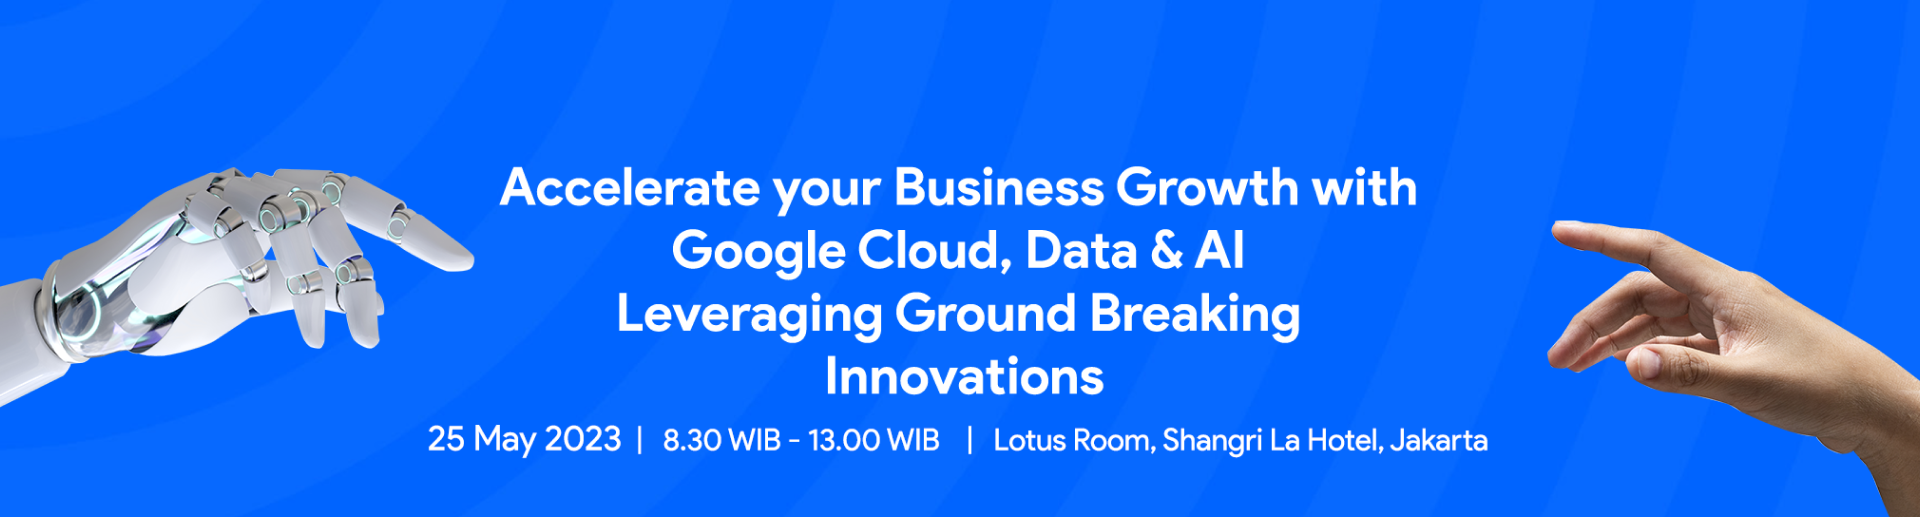 Accelerate your Business Growth with
Google Cloud, Data & AI
Leveraging Ground Breaking
Innovations
25 May 2023 | 8.30 WIB - 13.00 WIB | Lotus Room, Shangri La Hotel, Jakarta